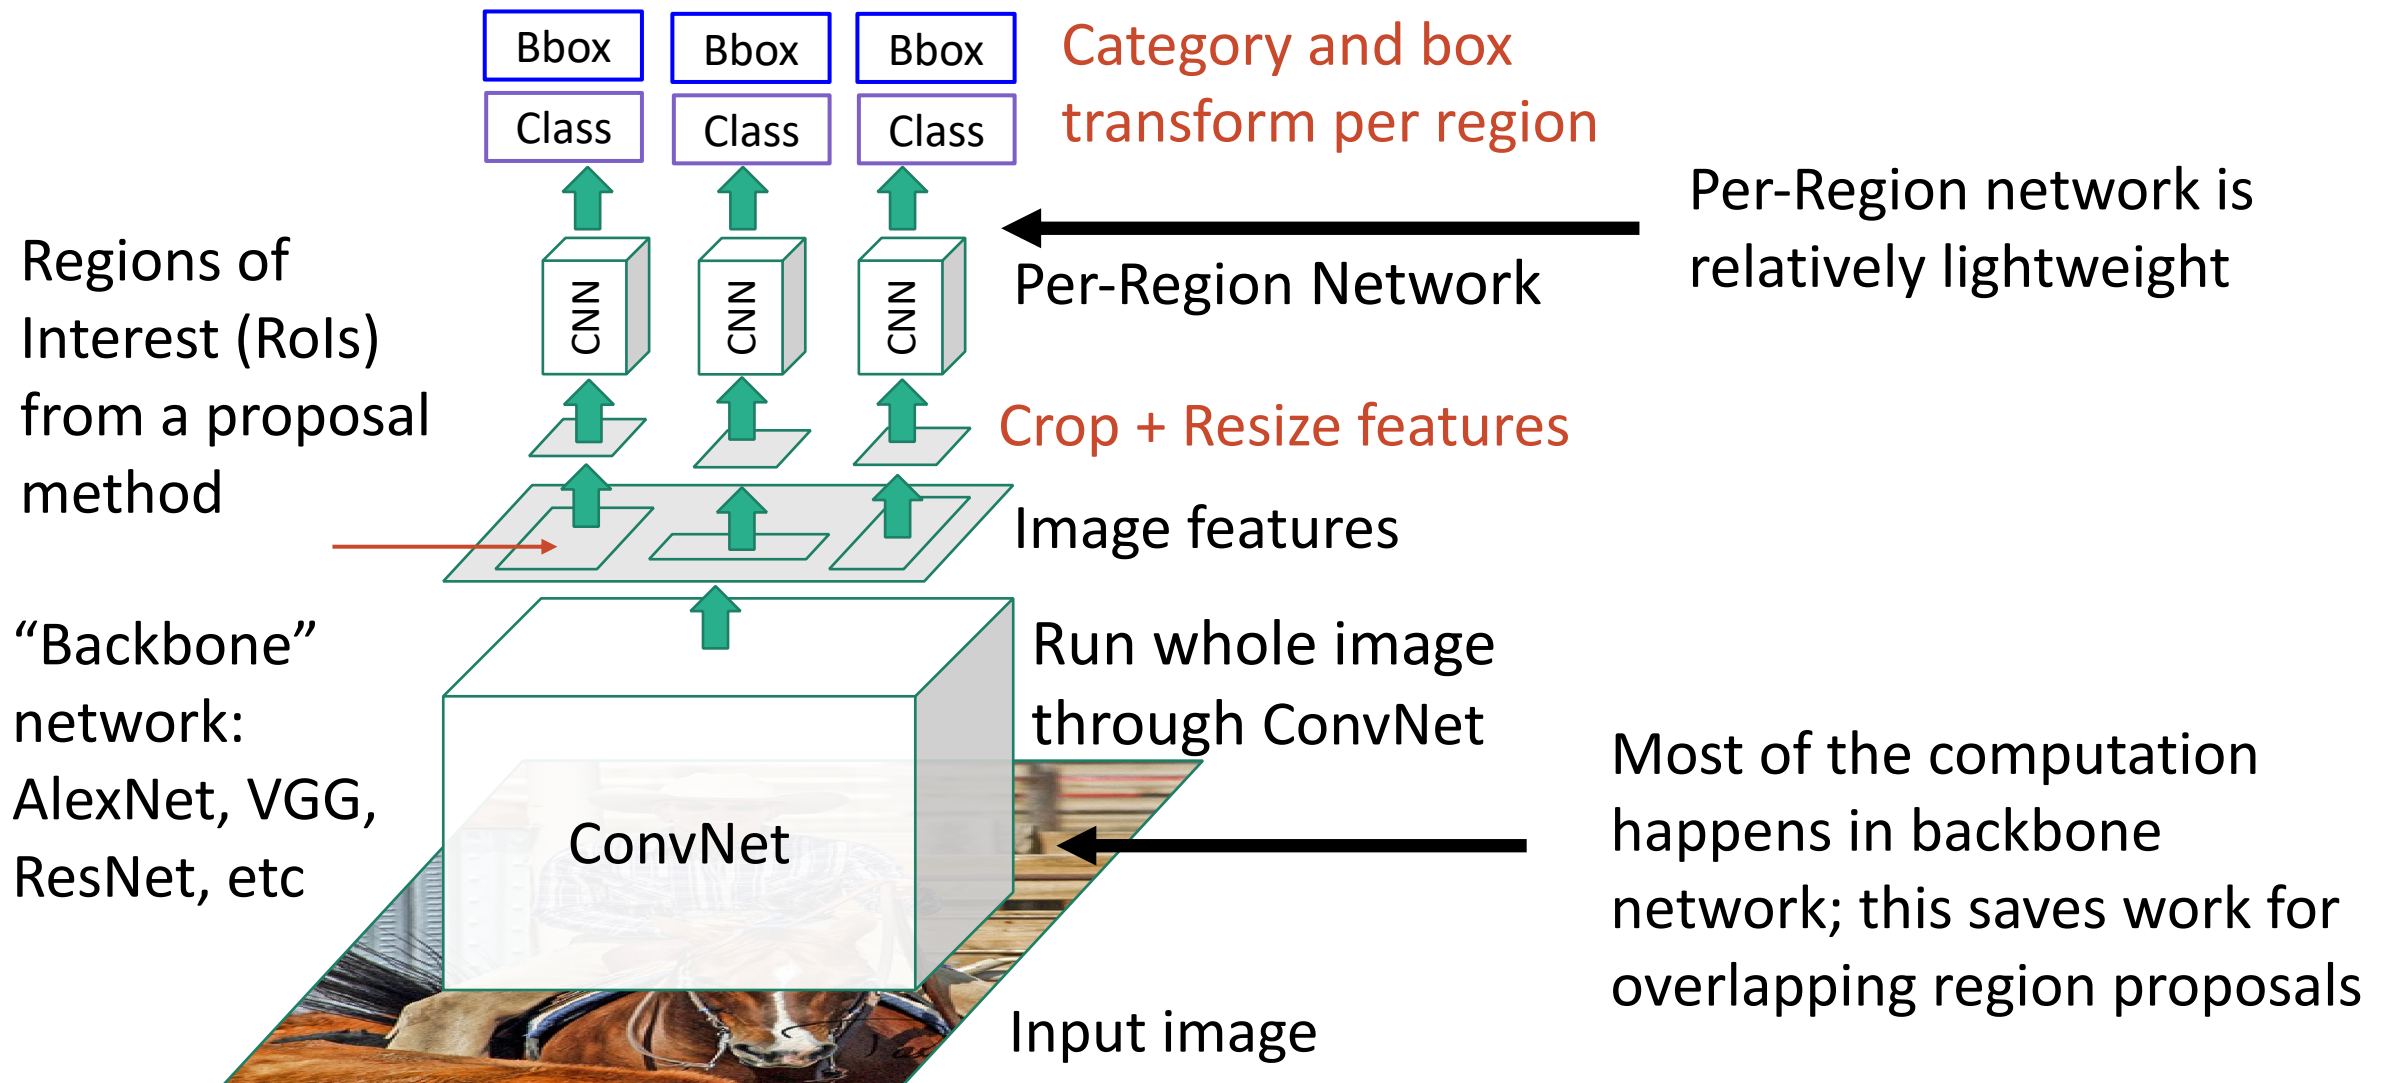 Bbox
Bbox
Bbox
Class
Class
Class
Category and box
transform per region
Per-Region network is
relatively lightweight
Regions of
Interest (RoIs)
from a proposal
method
CNN
CNN
CNN
Per-Region Network
Crop + Resize features
Image features
“Backbone”
network:
AlexNet, VGG,
ResNet, etc
Run whole image
through ConvNet
ConvNet
Most of the computation
happens in backbone
network; this saves work for
overlapping region proposals
Input image